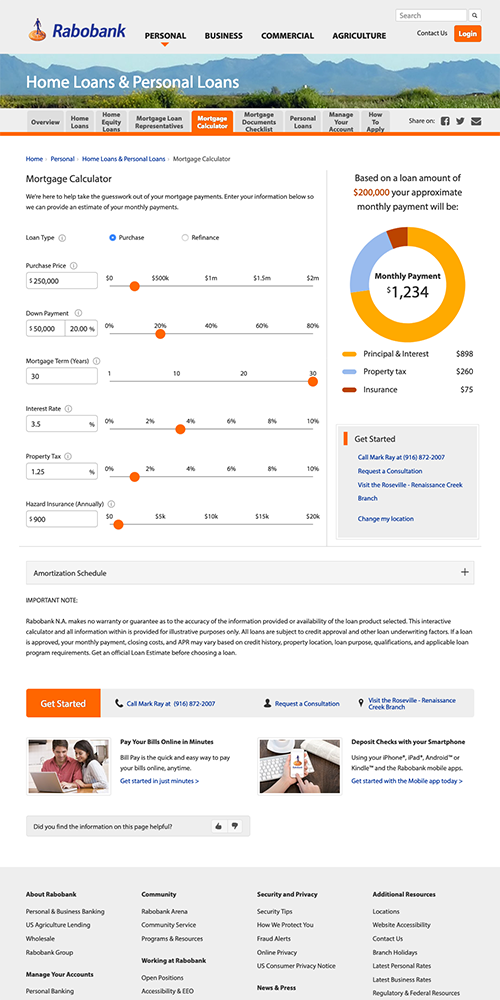 Search
Rabobank
PERSONAL
BUSINESS
COMMERCIAL
AGRICULTURE
Contact Us
Login
Home Loans & Personal Loans
Overview
Home
Loans
Home
Equity
Loans
Mortgage Loan
Representatives
Mortgage
Calculator
Mortgage
Documents
Checklist
Personal
Loans
Manage
Your
Account
How
To
Apply
Share on:
Home › Personal › Home Loans & Personal Loans › Mortgage Calculator
Mortgage Calculator
We're here to help take the guesswork out of your mortgage payments. Enter your information below so
we can provide an estimate of your monthly payments.
Loan Type
Purchase
Refinance
Purchase Price
$ 250,000
$0 $500k $1m $1.5m $2m
Down Payment
$ 50,000 20.00 %
0% 20% 40% 60% 80%
Mortgage Term (Years)
30
1 10 20 30
Interest Rate
3.5 %
0% 2% 4% 6% 8% 10%
Property Tax
1.25 %
0% 2% 4% 6% 8% 10%
Hazard Insurance (Annually)
$ 900
$0 $5k $10k $15k $20k
Based on a loan amount of
$200,000 your approximate
monthly payment will be:
Monthly Payment
$1,234
Principal & Interest $898
Property tax $260
Insurance $75
Get Started
Call Mark Ray at (916) 872-2007
Request a Consultation
Visit the Roseville - Renaissance Creek
Branch
Change my location
Amortization Schedule +
IMPORTANT NOTE:
Rabobank N.A. makes no warranty or guarantee as to the accuracy of the information provided or availability of the loan product selected. This interactive
calculator and all information within is provided for illustrative purposes only. All loans are subject to credit approval and other loan underwriting factors. If a loan
is approved, your monthly payment, closing costs, and APR may vary based on credit history, property location, loan purpose, qualifications, and applicable loan
program requirements. Get an official Loan Estimate before choosing a loan.
Get Started
Call Mark Ray at (916) 872-2007
Request a Consultation
Visit the Roseville - Renaissance
Creek Branch
Pay Your Bills Online in Minutes
Bill Pay is the quick and easy way to pay
your bills online, anytime.
Get started in just minutes >
Deposit Checks with your Smartphone
Using your iPhone®, iPad®, Android™ or
Kindle™ and the Rabobank mobile apps.
Get started with the Mobile app today >
Did you find the information on this page helpful?
About Rabobank
Personal & Business Banking
US Agriculture Lending
Wholesale
Rabobank Group
Manage Your Accounts
Personal Banking
Community
Rabobank Arena
Community Service
Programs & Resources
Working at Rabobank
Open Positions
Accessibility & EEO
Security and Privacy
Security Tips
How We Protect You
Fraud Alerts
Online Privacy
US Consumer Privacy Notice
News & Press
Additional Resources
Locations
Website Accessibility
Contact Us
Branch Holidays
Latest Personal Rates
Latest Business Rates
Regulatory & Federal Resources